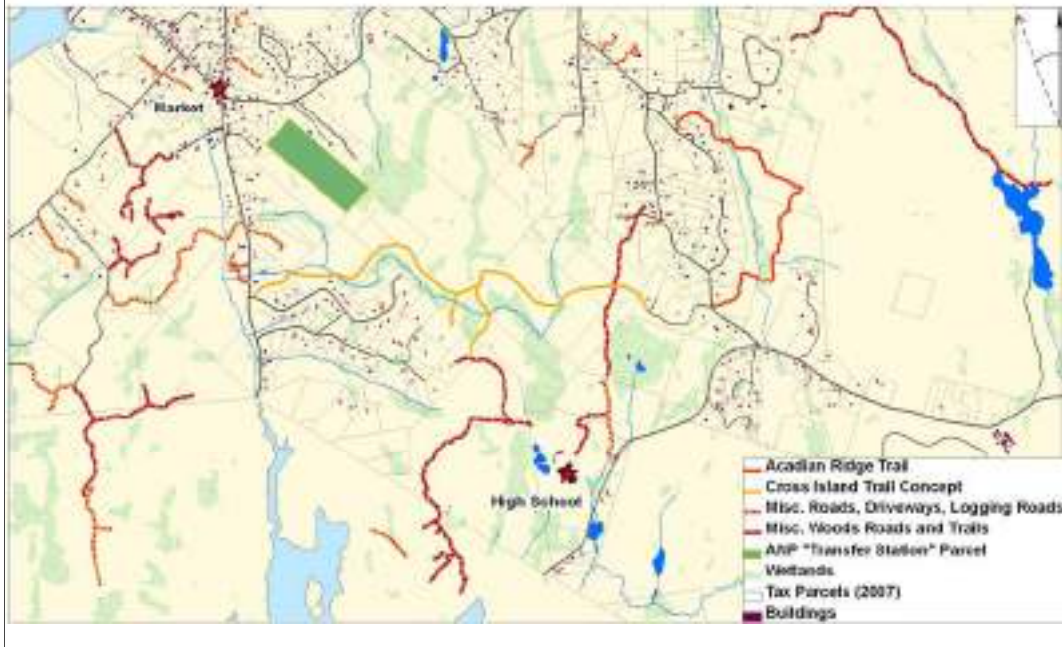 Market
High School
Acadian Ridge Trail
Cross Island Trail Concept
Misc. Roads, Driveways, Logging Roads
Misc. Woods Roads and Trails
ANP "Transfer Station" Parcel
Wetlands
Tax Parcels (2007)
Buildings